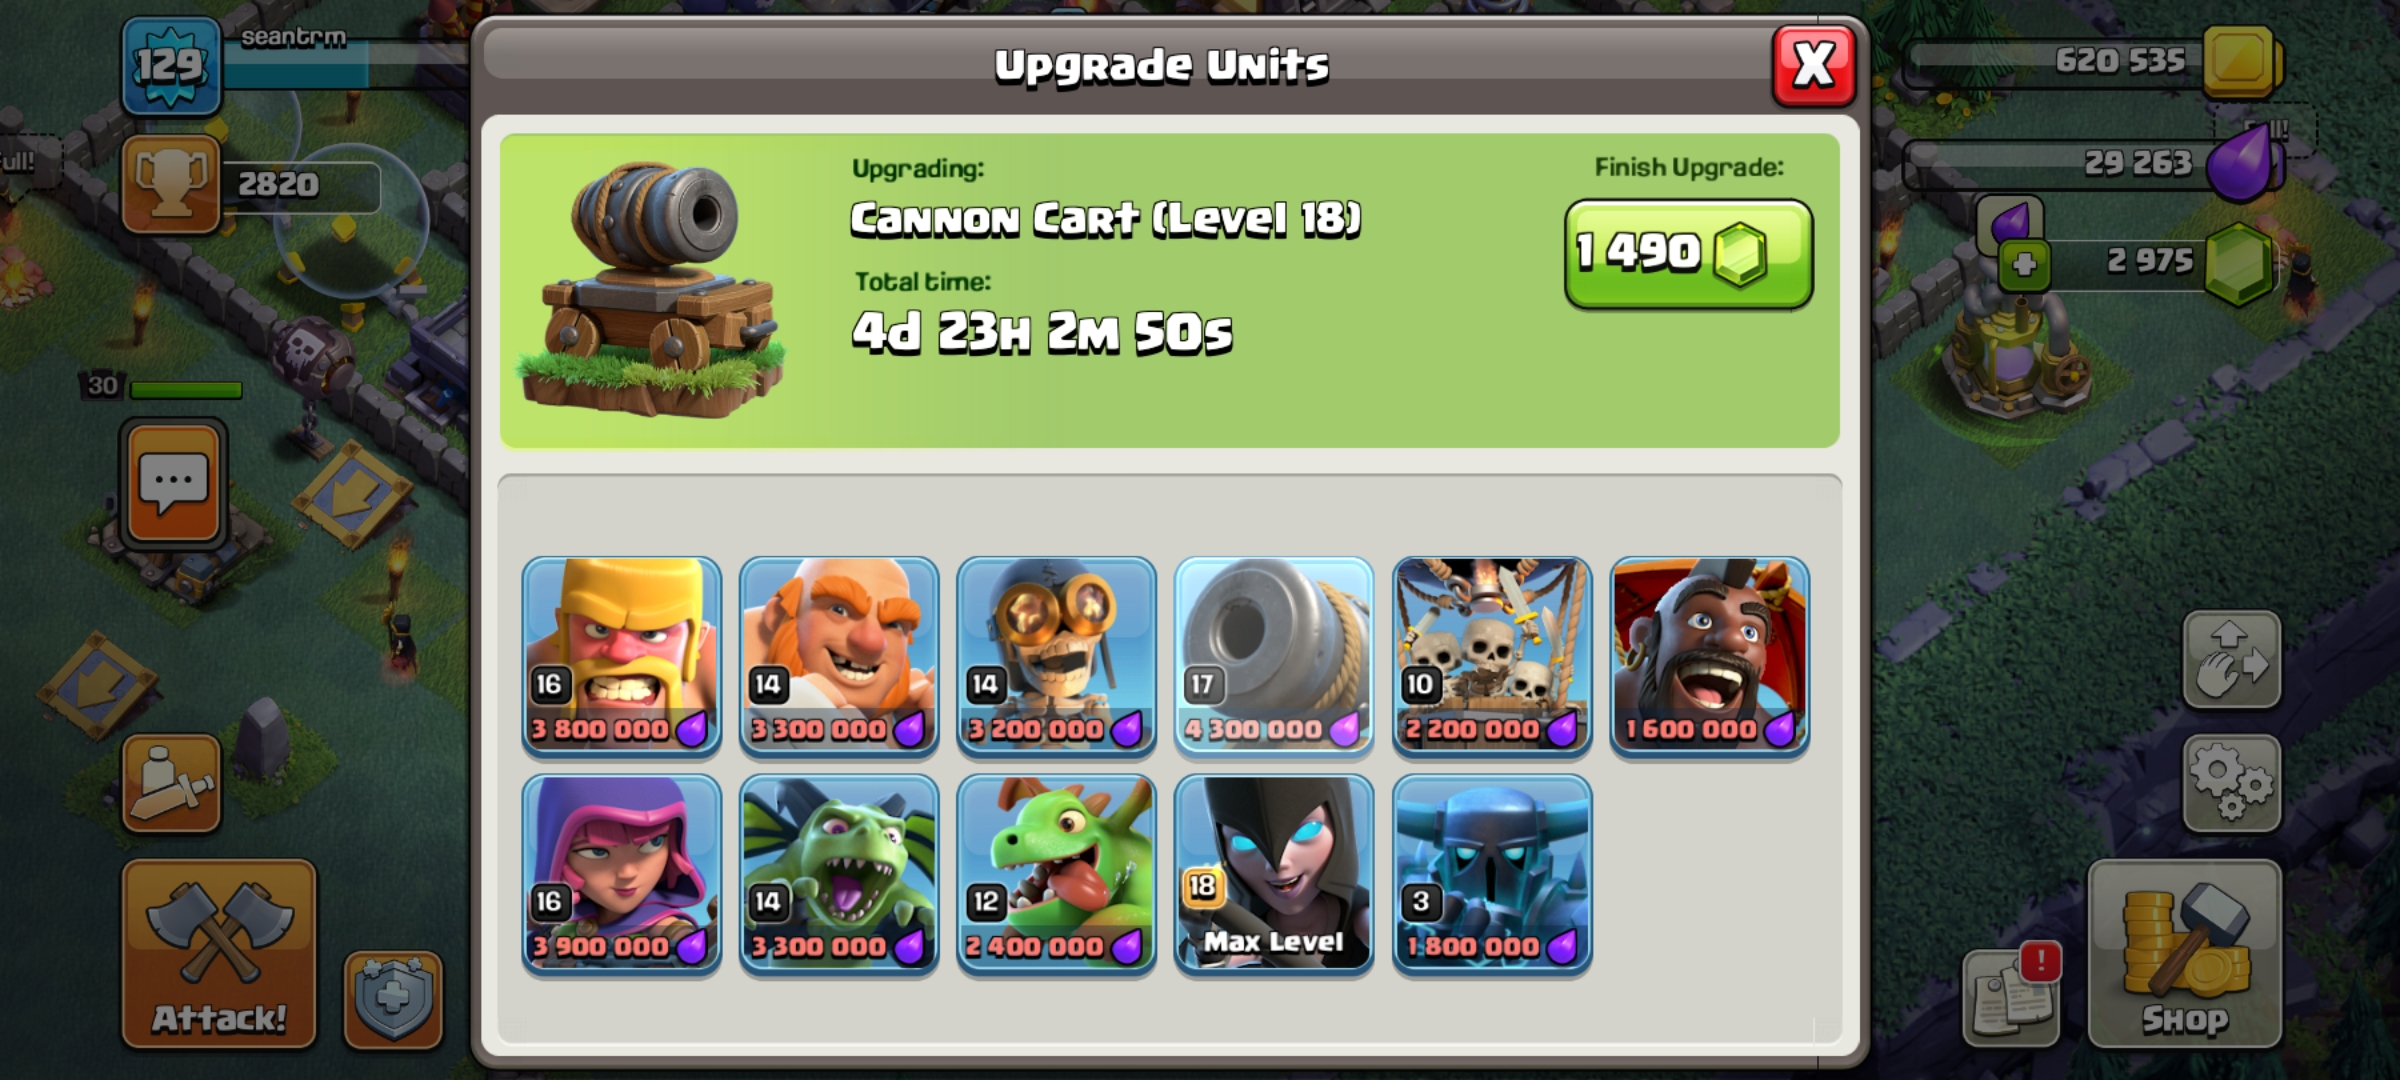 129
seantrm
Upgrade Units
X
620 535
ull!
2820
Upgrading:
Cannon Cart (Level 18)
Total time:
4d 23H 2M 50s
Finish Upgrade:
1 490
29 263
2 975
30
16
3 800 000
14
3 300 000
14
3 200 000
17
4 300 000
10
2 200 000
1 600 000
16
3 900 000
14
3 300 000
12
2 400 000
18
Max Level
3
1 800 000
Attack!
!
Shop